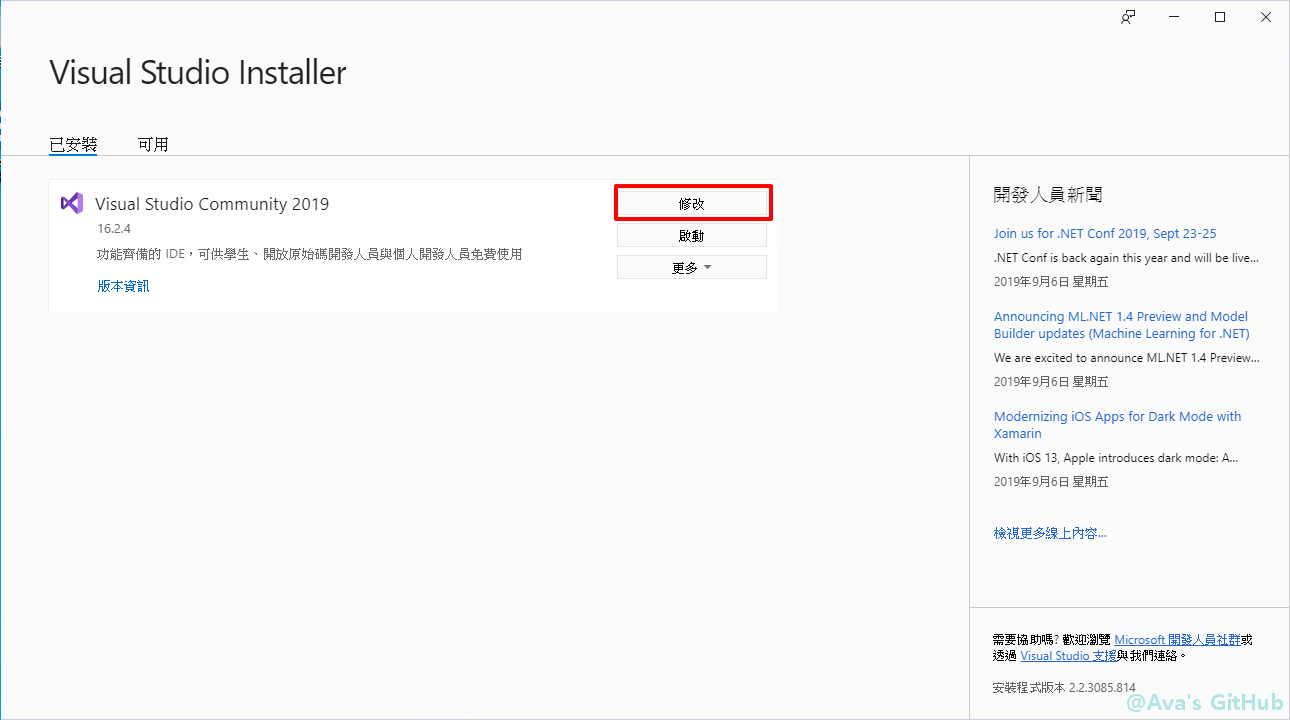 Visual Studio Installer
已安裝
可用
Visual Studio Community 2019
16.2.4
功能齊備的 IDE，可供學生、開放原始碼開發人員與個人開發人員免費使用
版本資訊
修改
啟動
更多
開發人員新聞
Join us for .NET Conf 2019, Sept 23-25
.NET Conf is back again this year and will be live...
2019年9月6日 星期五
Announcing ML.NET 1.4 Preview and Model
Builder updates (Machine Learning for .NET)
We are excited to announce ML.NET 1.4 Preview...
2019年9月6日 星期五
Modernizing iOS Apps for Dark Mode with
Xamarin
With iOS 13, Apple introduces dark mode: A...
2019年9月6日 星期五
檢視更多線上內容...
需要協助嗎? 歡迎瀏覽 Microsoft 開發人員社群或
透過 Visual Studio 支援與我們連絡。
安裝程式版本 2.2.3085.814
@Ava's GitHub